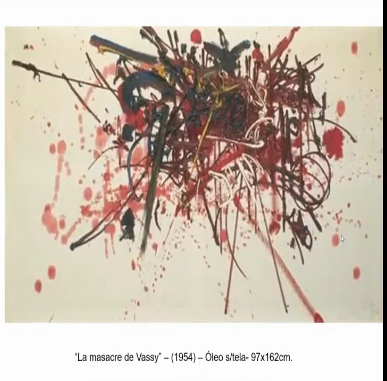 “La masacre de Vassy” – (1954) – Óleo s/tela- 97x162cm.